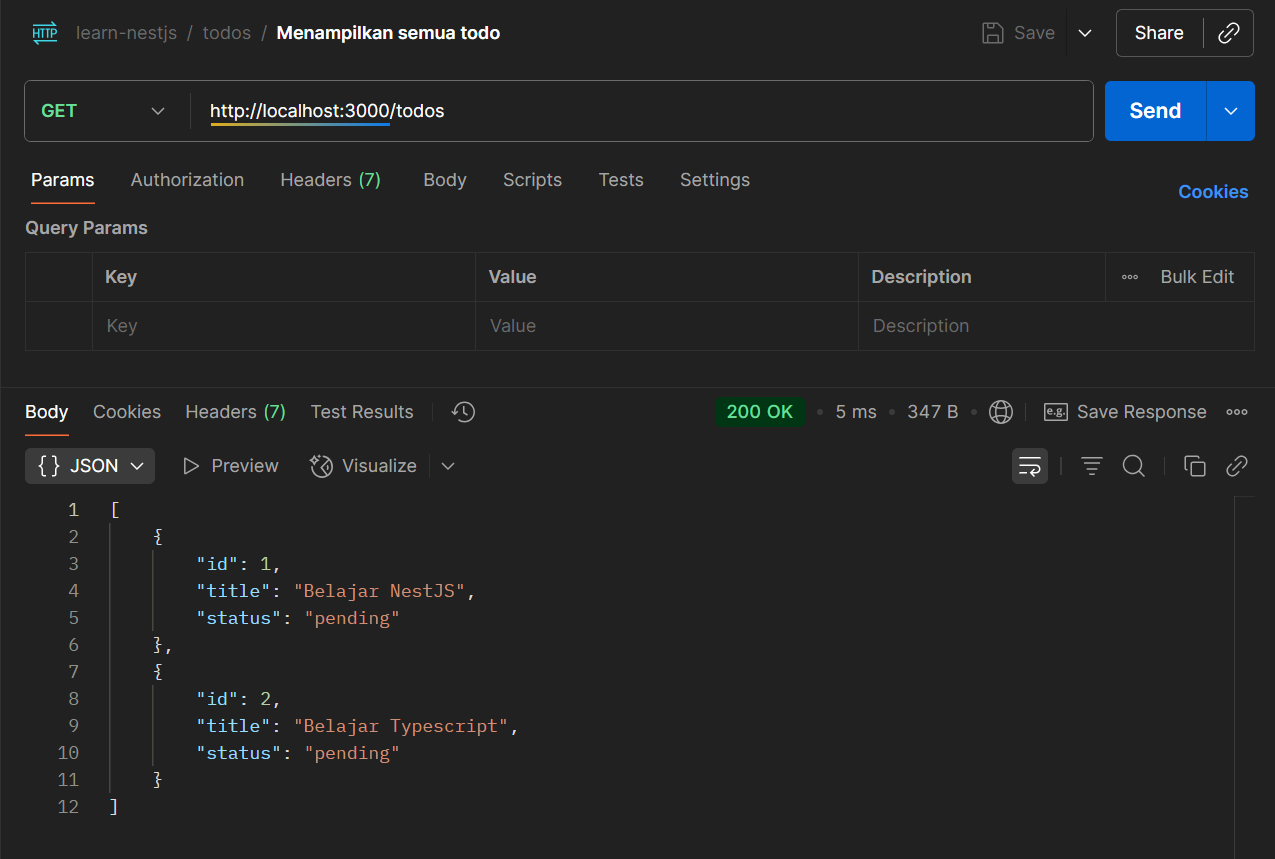 HTTP learn-nestjs / todos / Menampilkan semua todo Save Share
GET http://localhost:3000/todos Send
Params Authorization Headers (7) Body Scripts Tests Settings
Cookies
Query Params
Key Value Description Bulk Edit
Key Value Description
Body Cookies Headers (7) Test Results 200 OK 5 ms 347 B e.g. Save Response
{} JSON Preview Visualize
1 [
2 {
3 "id": 1,
4 "title": "Belajar NestJS",
5 "status": "pending"
6 },
7 {
8 "id": 2,
9 "title": "Belajar Typescript",
10 "status": "pending"
11 }
12 ]